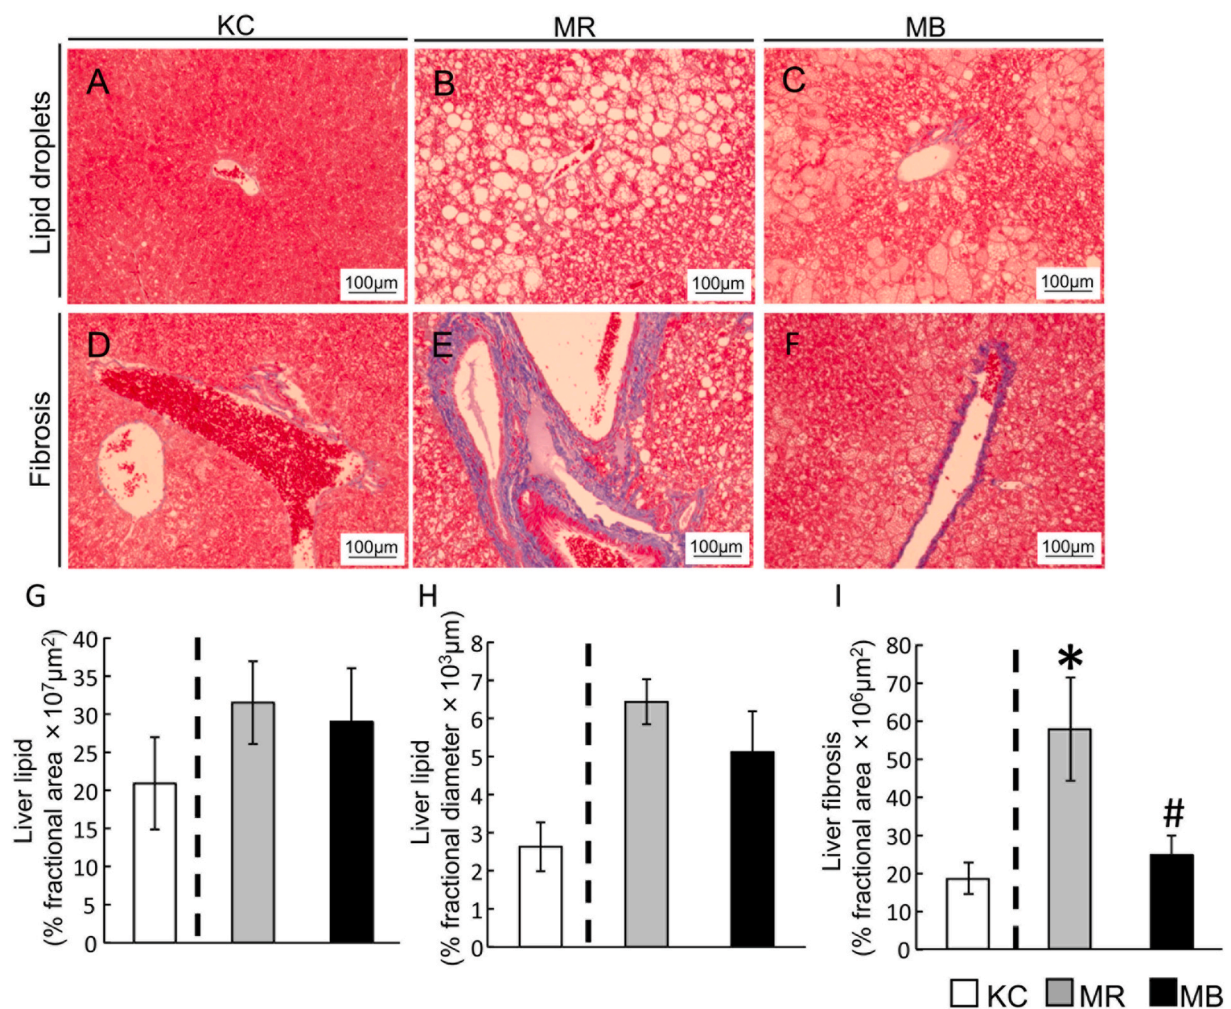 KC MR MB
Lipid droplets
A B C
100µm 100µm 100µm
Fibrosis
D E F
100µm 100µm 100µm
G H I
Liver lipid
(% fractional area ×10⁷µm²)
40
35
30
25
20
15
10
5
0
Liver lipid
(% fractional diameter ×10³µm)
8
7
6
5
4
3
2
1
0
Liver fibrosis
(% fractional area ×10⁶µm²)
80
70
60
50
40
30
20
10
0
*
#
KC MR MB